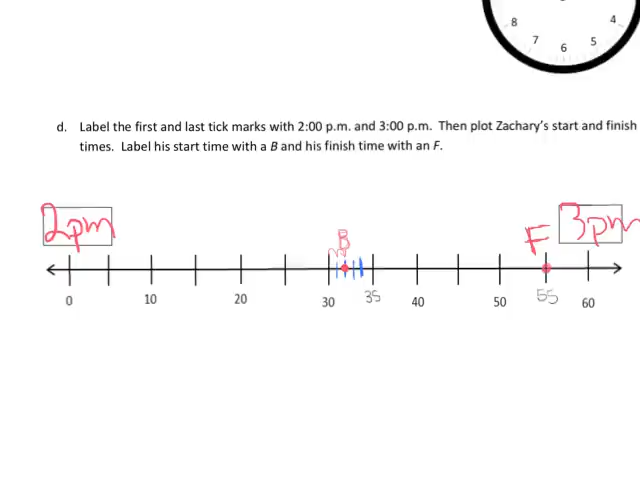 8 4
7 6 5
d. Label the first and last tick marks with 2:00 p.m. and 3:00 p.m. Then plot Zachary's start and finish
times. Label his start time with a B and his finish time with an F.
2pm B F 3pm
0 10 20 30 35 40 50 55 60